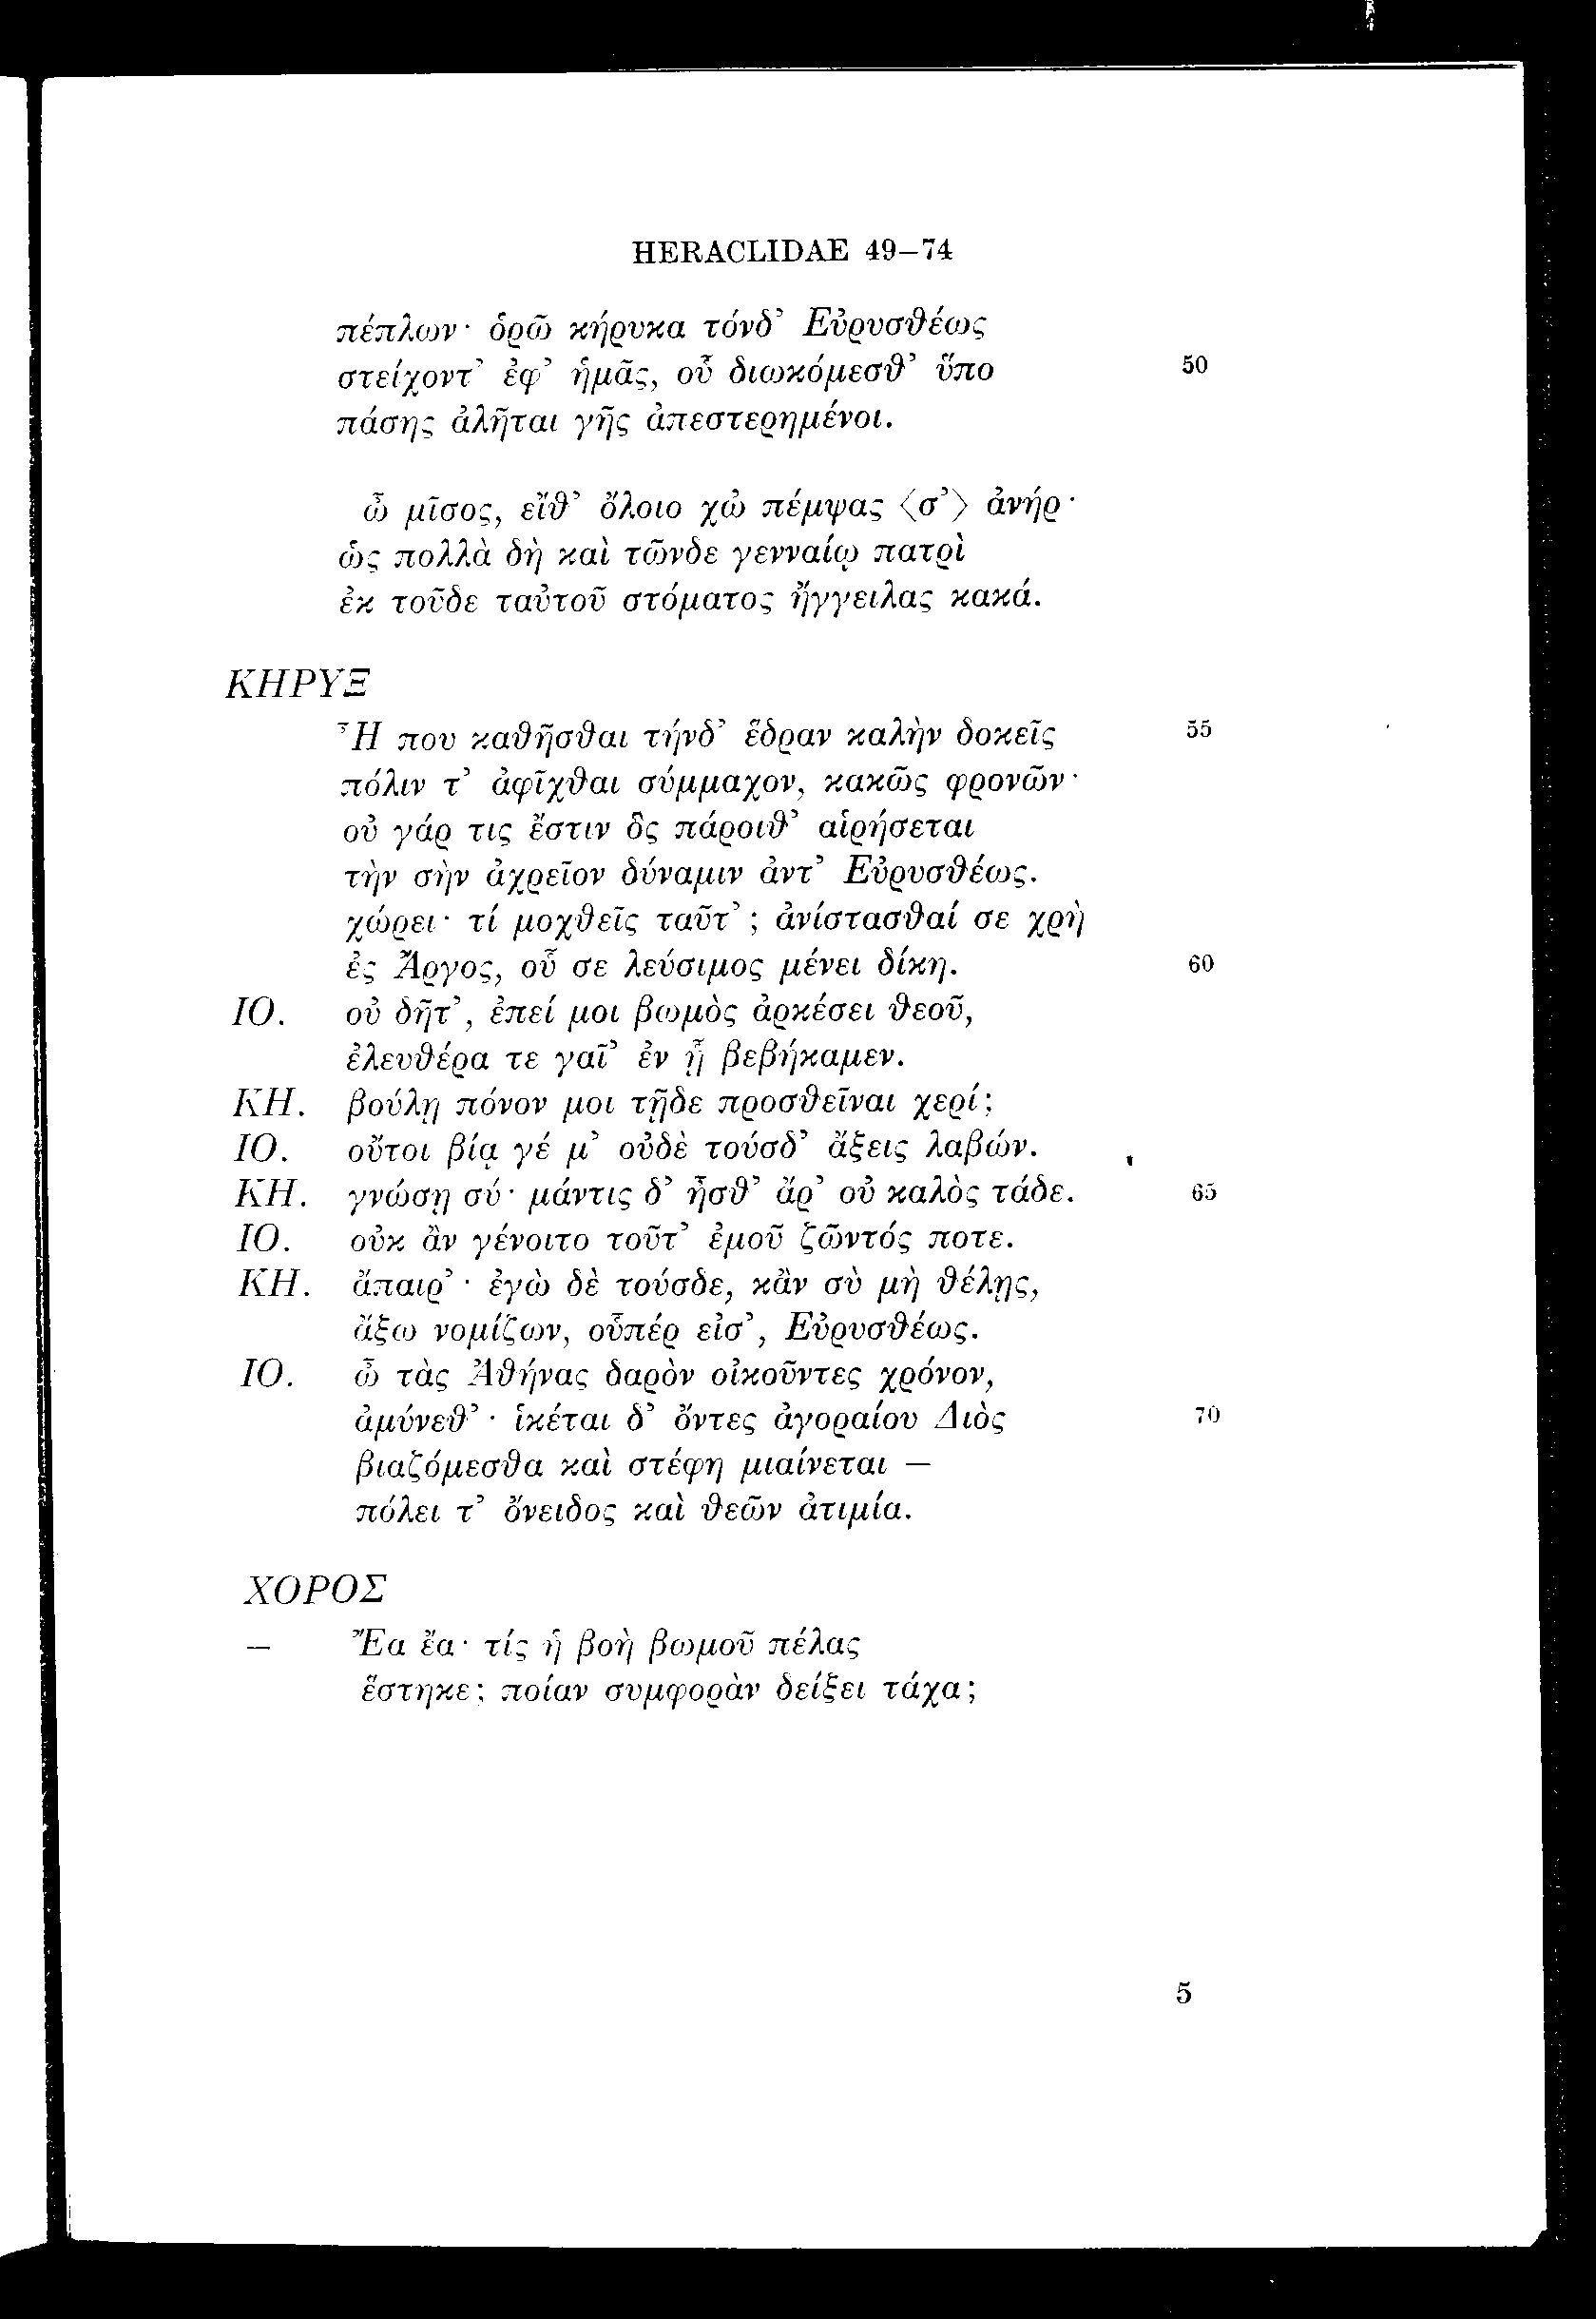 HERACLIDAE 49–74
πέπλων· ὁρῶ κήρυκα τόνδ’ Εὐρυσθέως
στείχοντ’ ἐφ’ ἡμᾶς, οὗ διωκόμεσθ’ ὕπο 50
πάσης ἀλῆται γῆς ἀπεστερημένοι.
ὦ μῖσος, εἴθ’ ὄλοιο χὠ πέμψας ⟨σ’⟩ ἀνήρ·
ὡς πολλὰ δὴ καὶ τῶνδε γενναίῳ πατρὶ
ἐκ τοῦδε ταὐτοῦ στόματος ἤγγειλας κακά.
ΚΗΡΥΞ
Ἦ που καθῆσθαι τήνδ’ ἕδραν καλὴν δοκεῖς 55
πόλιν τ’ ἀφῖχθαι σύμμαχον, κακῶς φρονῶν·
οὐ γάρ τις ἔστιν ὃς πάροιθ’ αἱρήσεται
τὴν σὴν ἀχρεῖον δύναμιν ἀντ’ Εὐρυσθέως.
χώρει· τί μοχθεῖς ταῦτ’; ἀνίστασθαί σε χρὴ
ἐς Ἄργος, οὗ σε λεύσιμος μένει δίκη. 60
ΙΟ. οὐ δῆτ’, ἐπεί μοι βωμὸς ἀρκέσει θεοῦ,
ἐλευθέρα τε γαῖ’ ἐν ᾗ βεβήκαμεν.
ΚΗ. βούλῃ πόνον μοι τῇδε προσθεῖναι χερί;
ΙΟ. οὔτοι βίᾳ γέ μ’ οὐδὲ τούσδ’ ἄξεις λαβών.
ΚΗ. γνώσῃ σύ· μάντις δ’ ἦσθ’ ἄρ’ οὐ καλὸς τάδε. 65
ΙΟ. οὐκ ἂν γένοιτο τοῦτ’ ἐμοῦ ζῶντός ποτε.
ΚΗ. ἄπαιρ’· ἐγὼ δὲ τούσδε, κἂν σὺ μὴ θέλῃς,
ἄξω νομίζων, οὗπέρ εἰσ’, Εὐρυσθέως.
ΙΟ. ὦ τὰς Ἀθήνας δαρὸν οἰκοῦντες χρόνον,
ἀμύνεθ’· ἱκέται δ’ ὄντες ἀγοραίου Διὸς 70
βιαζόμεσθα καὶ στέφη μιαίνεται –
πόλει τ’ ὄνειδος καὶ θεῶν ἀτιμία.
ΧΟΡΟΣ
– Ἔα ἔα· τίς ἡ βοὴ βωμοῦ πέλας
ἕστηκε; ποίαν συμφορὰν δείξει τάχα;
5